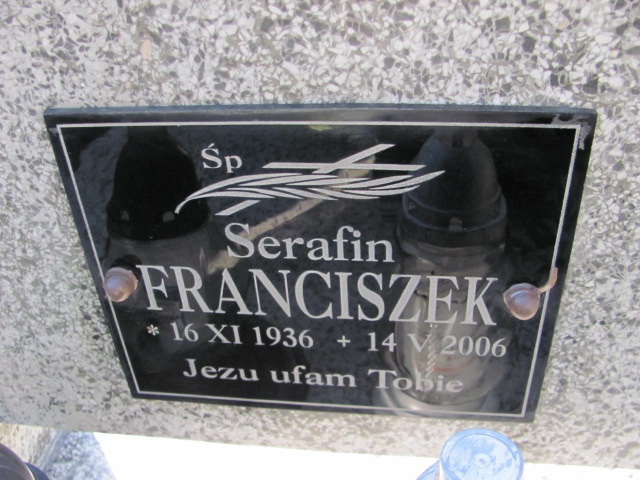 Śp
Serafin
FRANCISZEK
* 16 XI 1936 + 14 V 2006
Jezu ufam Tobie